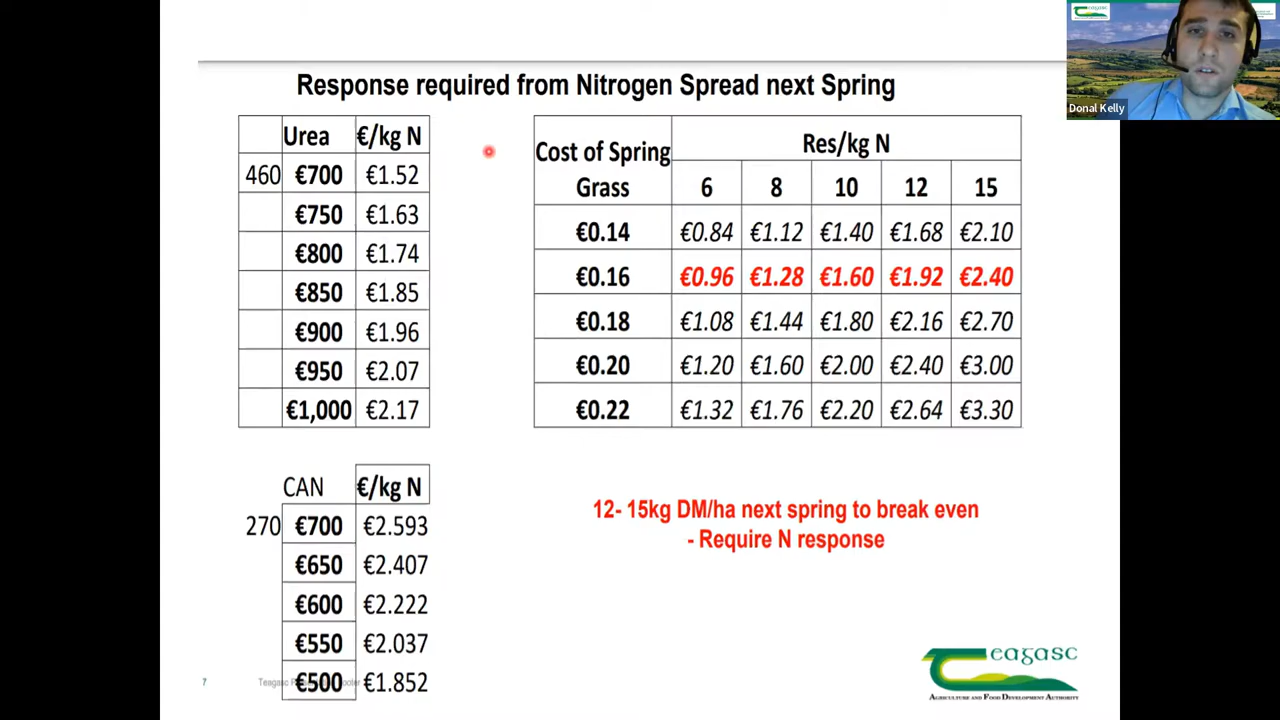 Response required from Nitrogen Spread next Spring
Donal Kelly
Urea €/kg N
460 €700 €1.52
€750 €1.63
€800 €1.74
€850 €1.85
€900 €1.96
€950 €2.07
€1,000 €2.17
Cost of Spring Grass Res/kg N
6 8 10 12 15
€0.14 €0.84 €1.12 €1.40 €1.68 €2.10
€0.16 €0.96 €1.28 €1.60 €1.92 €2.40
€0.18 €1.08 €1.44 €1.80 €2.16 €2.70
€0.20 €1.20 €1.60 €2.00 €2.40 €3.00
€0.22 €1.32 €1.76 €2.20 €2.64 €3.30
CAN €/kg N
270 €700 €2.593
€650 €2.407
€600 €2.222
€550 €2.037
€500 €1.852
12- 15kg DM/ha next spring to break even
- Require N response
7
Teagasc
Teagasc
AGRICULTURE AND FOOD DEVELOPMENT AUTHORITY